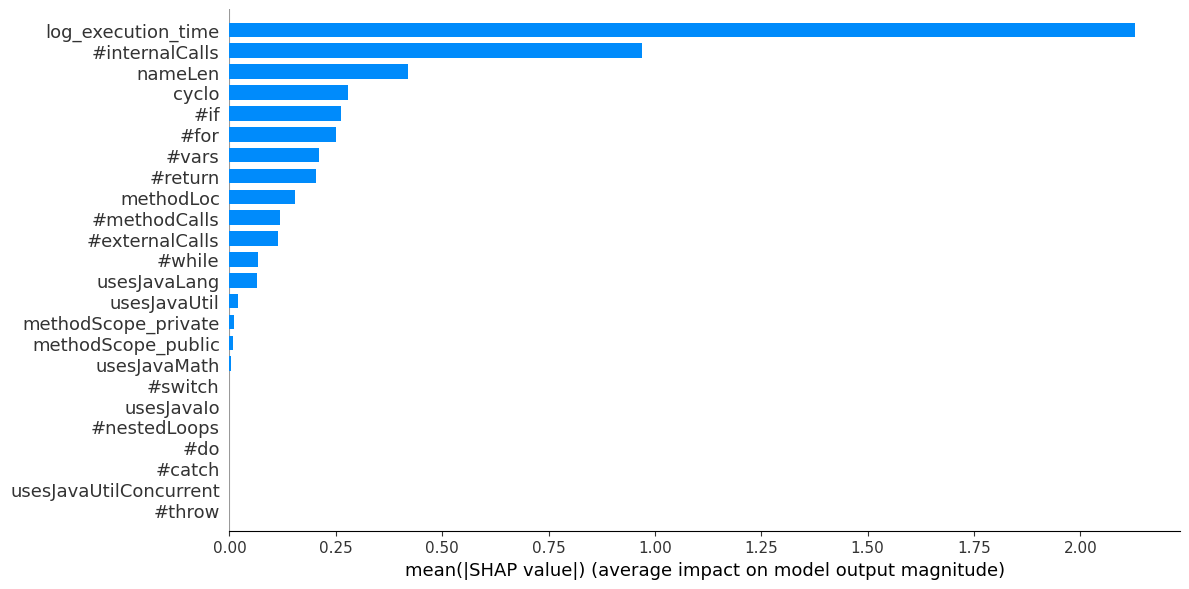 log_execution_time
#internalCalls
nameLen
cyclo
#if
#for
#vars
#return
methodLoc
#methodCalls
#externalCalls
#while
usesJavaLang
usesJavaUtil
methodScope_private
methodScope_public
usesJavaMath
#switch
usesJavaIo
#nestedLoops
#do
#catch
usesJavaUtilConcurrent
#throw
0.00 0.25 0.50 0.75 1.00 1.25 1.50 1.75 2.00
mean(|SHAP value|) (average impact on model output magnitude)